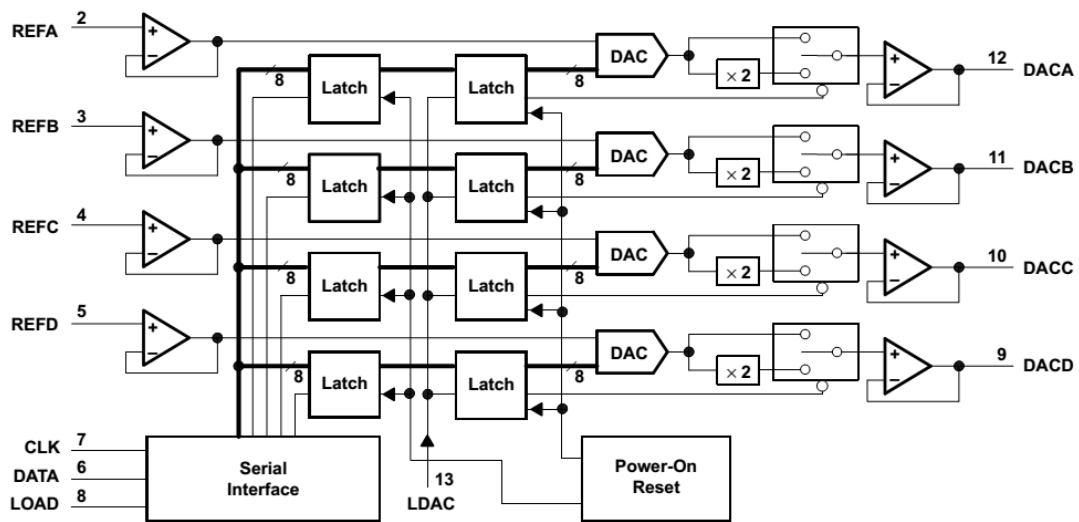 REFA 2
+
−
8 Latch Latch 8 DAC
× 2
+
−
12 DACA
REFB 3
+
−
8 Latch Latch 8 DAC
× 2
+
−
11 DACB
REFC 4
+
−
8 Latch Latch 8 DAC
× 2
+
−
10 DACC
REFD 5
+
−
8 Latch Latch 8 DAC
× 2
+
−
9 DACD
CLK 7
DATA 6
LOAD 8
Serial
Interface
13
LDAC
Power-On
Reset